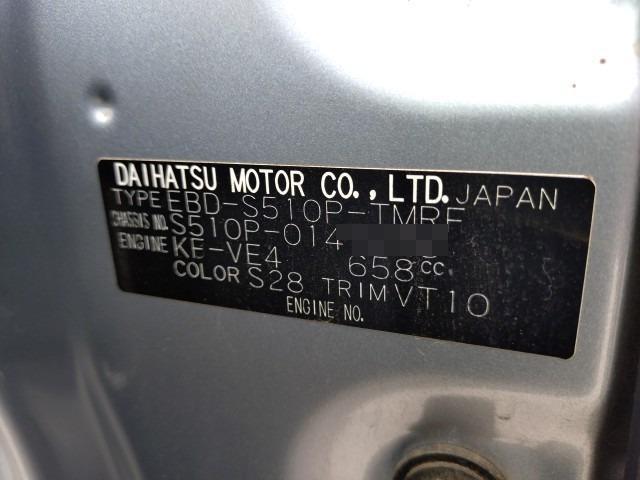 DAIHATSU MOTOR CO., LTD. JAPAN
TYPE EBD-S510P-TMRF
CHASSIS NO. S510P-014
ENGINE KF-VE4 658cc
COLOR S28 TRIM VT10
ENGINE NO.